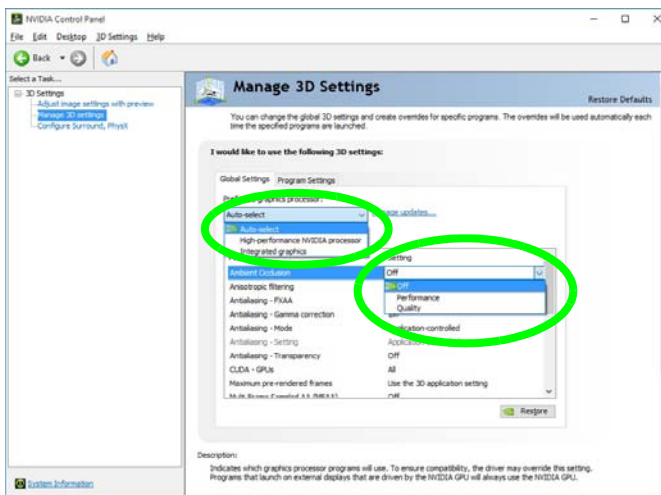 NVIDIA Control Panel
File Edit Desktop 3D Settings Help
Back
Select a Task...
3D Settings
Adjust image settings with preview
Manage 3D settings
Configure Surround, PhysX
Manage 3D Settings
Restore Defaults
You can change the global 3D settings and create overrides for specific programs. The overrides will be used automatically each
time the specified programs are launched.
I would like to use the following 3D settings:
Global Settings Program Settings
graphics processor:
Auto-select
updates...
Auto-select
High-performance NVIDIA processor
Integrated graphics
Setting
Ambient Occlusion Off
Off
Performance
Quality
Anisotropic filtering
Antialiasing - FXAA
Antialiasing - Gamma correction
Antialiasing - Mode Application-controlled
Antialiasing - Setting
Antialiasing - Transparency Off
CUDA - GPUs All
Maximum pre-rendered frames Use the 3D application setting
Restore
Description:
Indicates which graphics processor programs will use. To ensure compatibility, the driver may override this setting.
Programs that launch on external displays that are driven by the NVIDIA GPU will always use the NVIDIA GPU.
System Information